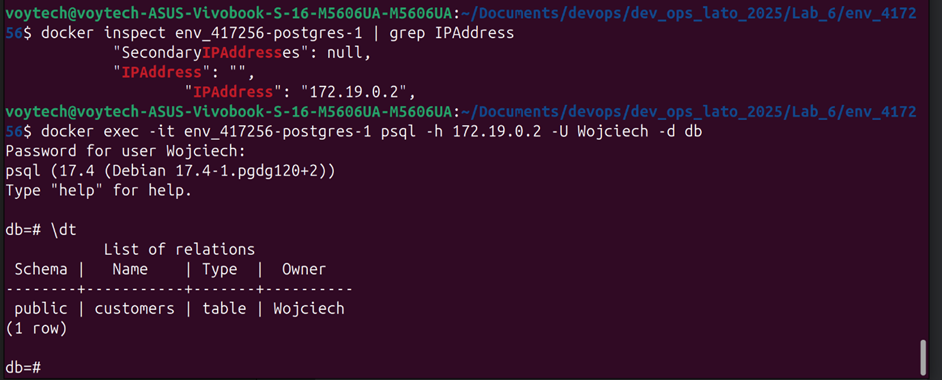 voytech@voytech-ASUS-Vivobook-S-16-M5606UA-M5606UA:~/Documents/devops/dev_ops_lato_2025/Lab_6/env_4172
56$ docker inspect env_417256-postgres-1 | grep IPAddress
            "SecondaryIPAddresses": null,
            "IPAddress": "",
                    "IPAddress": "172.19.0.2",
voytech@voytech-ASUS-Vivobook-S-16-M5606UA-M5606UA:~/Documents/devops/dev_ops_lato_2025/Lab_6/env_4172
56$ docker exec -it env_417256-postgres-1 psql -h 172.19.0.2 -U Wojciech -d db
Password for user Wojciech:
psql (17.4 (Debian 17.4-1.pgdg120+2))
Type "help" for help.
db=# \dt
           List of relations
 Schema |   Name    | Type  |  Owner
--------+-----------+-------+----------
 public | customers | table | Wojciech
(1 row)
db=#